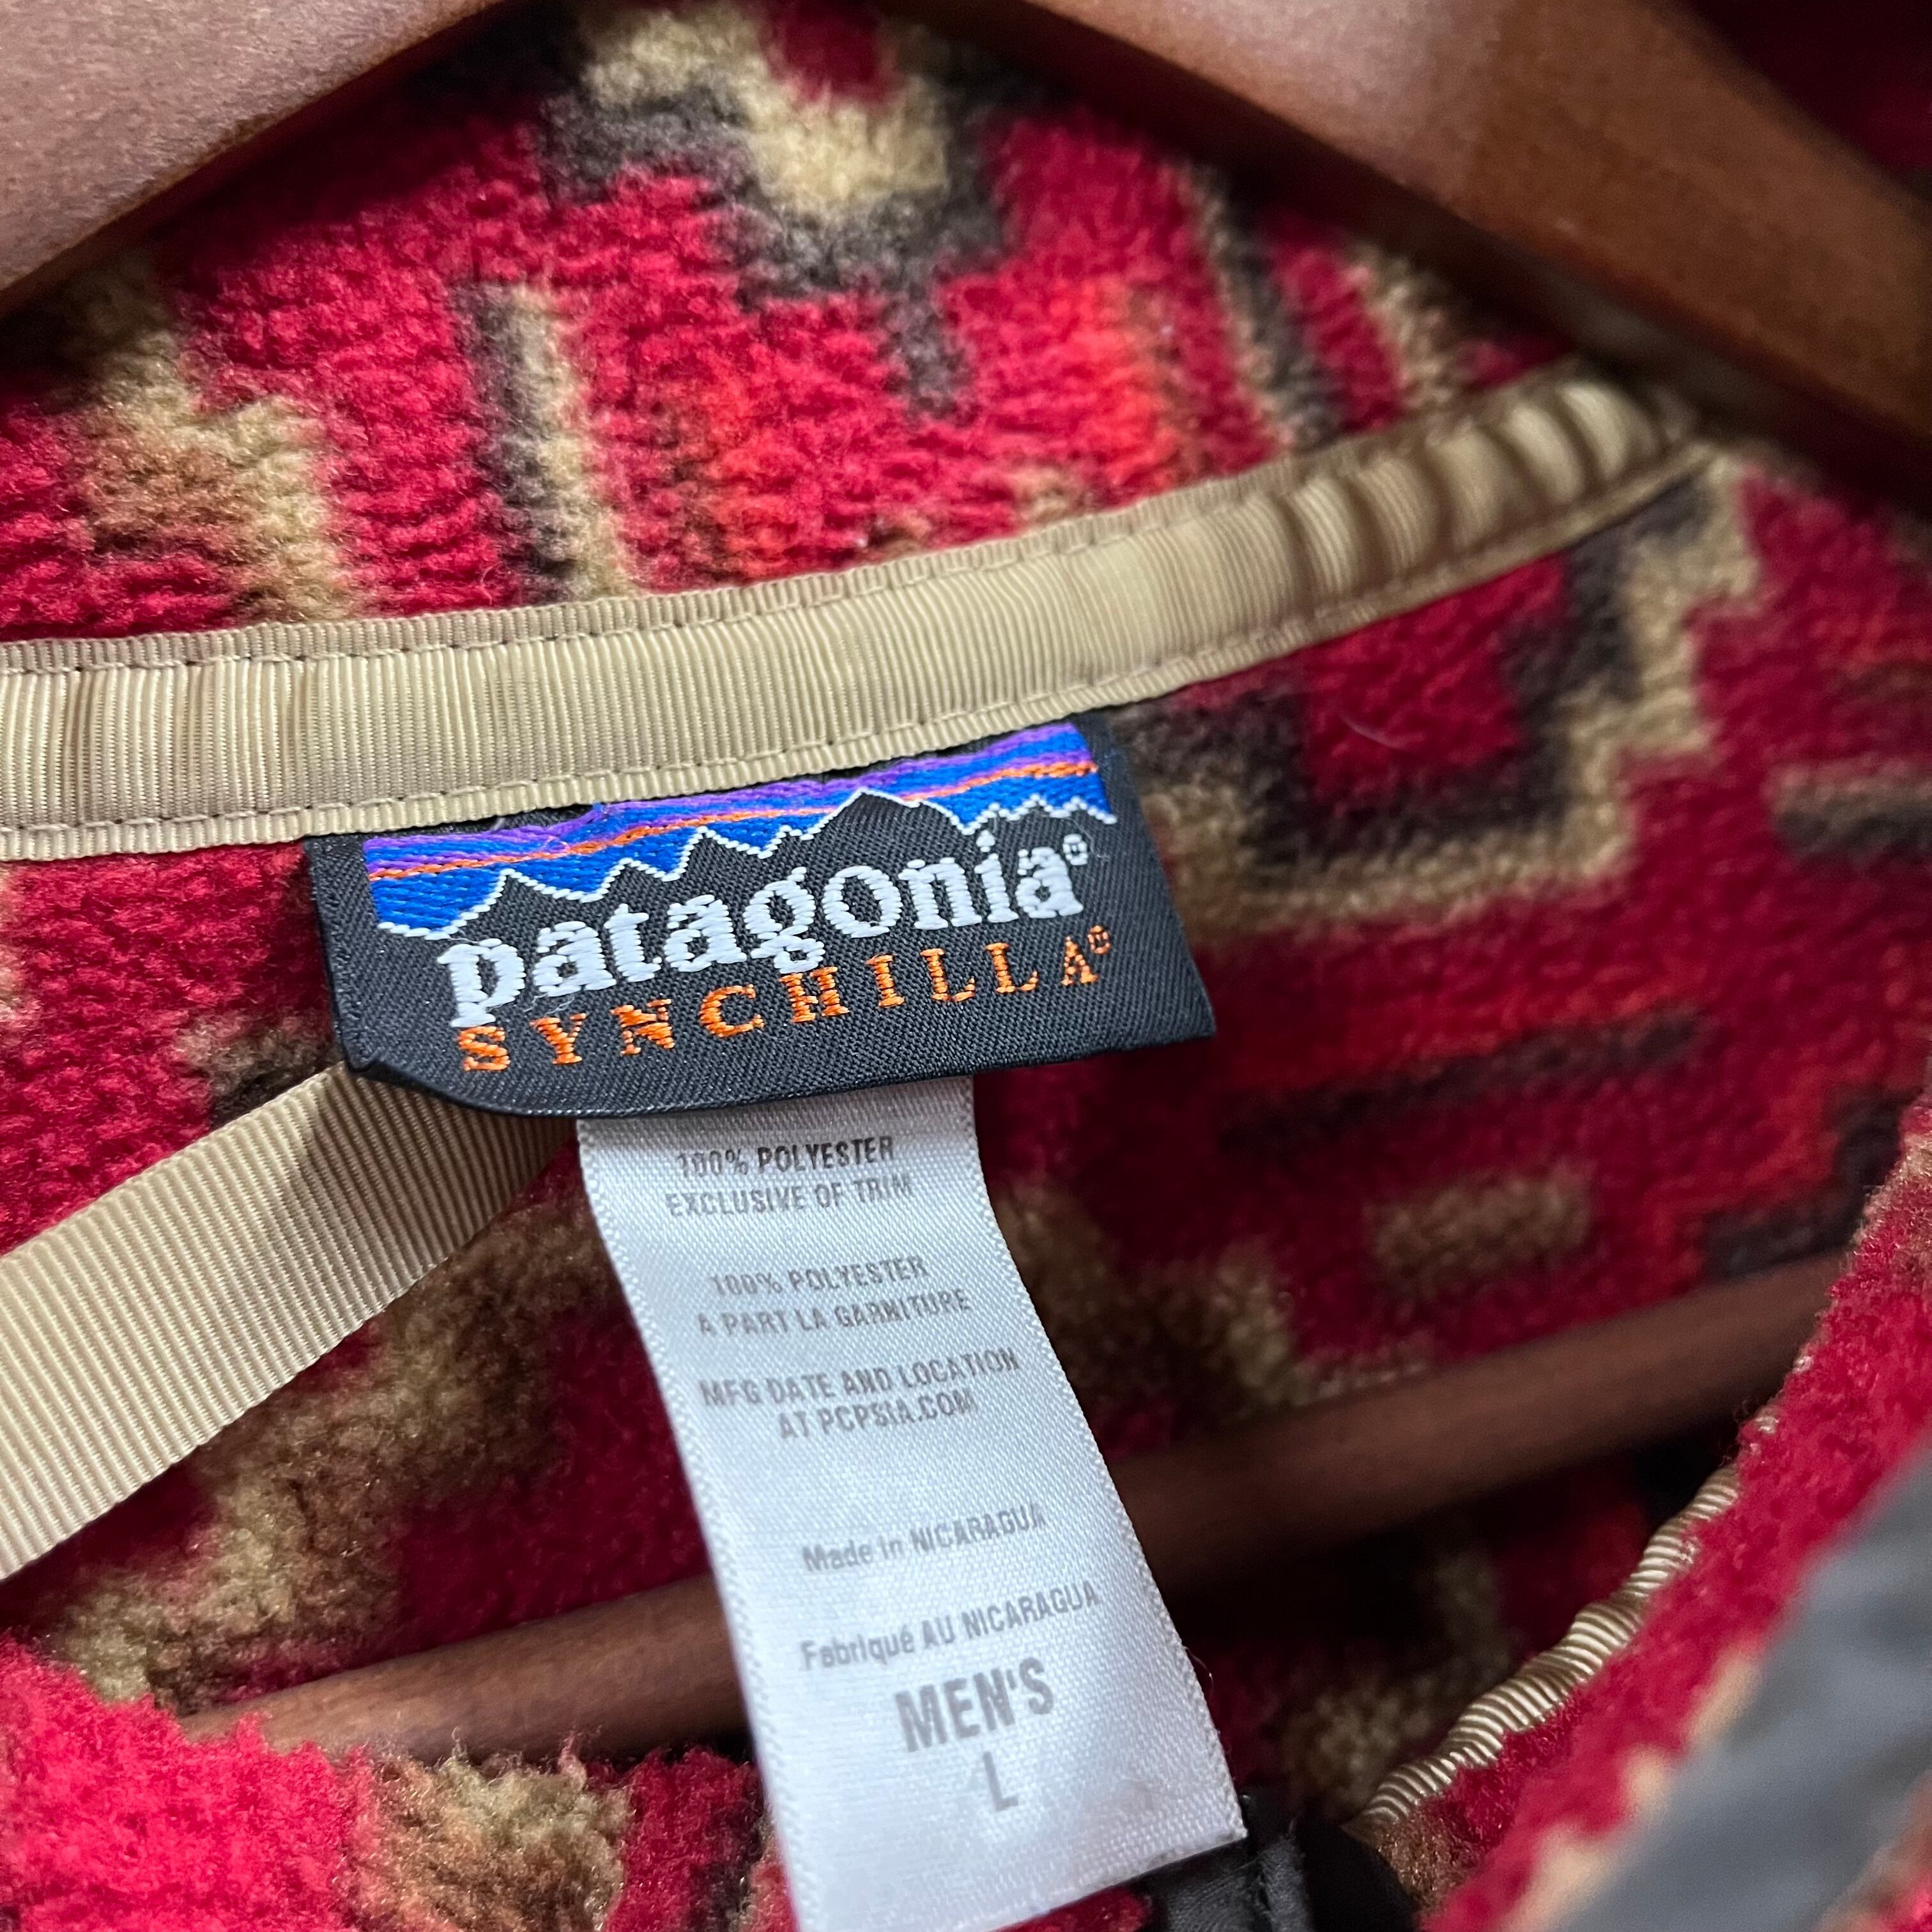 patagonia®
SYNCHILLA®
100% POLYESTER
EXCLUSIVE OF TRIM
100% POLYESTER
A PART LA GARNITURE
MFG DATE AND LOCATION
AT PCPSIA.COM
Made in NICARAGUA
Fabriqué AU NICARAGUA
MEN'S
L